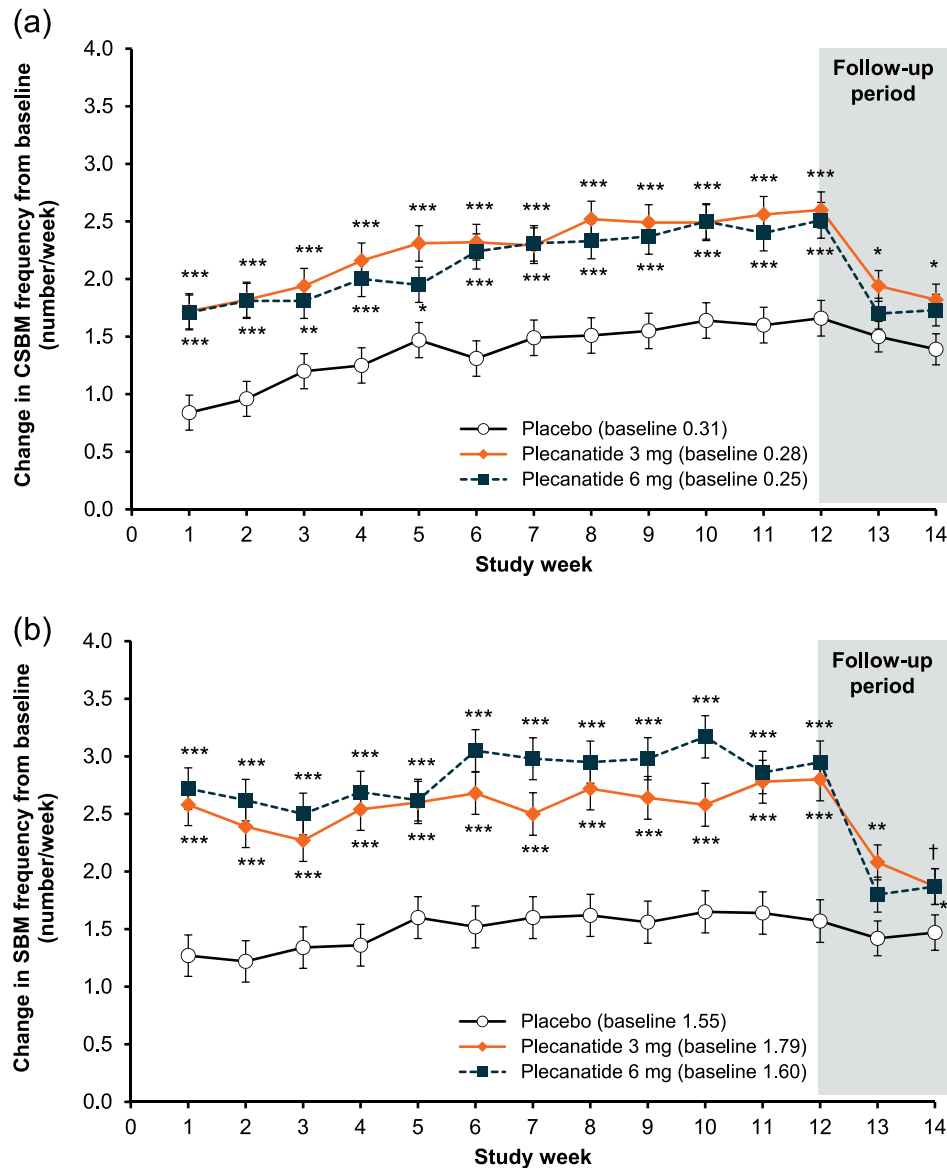 (a)
Change in CSBM frequency from baseline
(number/week)
4.0
3.5
3.0
2.5
2.0
1.5
1.0
0.5
0.0
Follow-up
period
*** *** *** *** *** *** *** *** *** *** *** *** * *
*** *** ** *** * *** *** *** *** *** *** ***
Placebo (baseline 0.31)
Plecanatide 3 mg (baseline 0.28)
Plecanatide 6 mg (baseline 0.25)
0 1 2 3 4 5 6 7 8 9 10 11 12 13 14
Study week
(b)
Change in SBM frequency from baseline
(number/week)
4.0
3.5
3.0
2.5
2.0
1.5
1.0
0.5
0.0
Follow-up
period
*** *** *** *** *** *** *** *** *** *** *** *** ** †
*** *** *** *** *** *** *** *** *** *** *** *** *
Placebo (baseline 1.55)
Plecanatide 3 mg (baseline 1.79)
Plecanatide 6 mg (baseline 1.60)
0 1 2 3 4 5 6 7 8 9 10 11 12 13 14
Study week